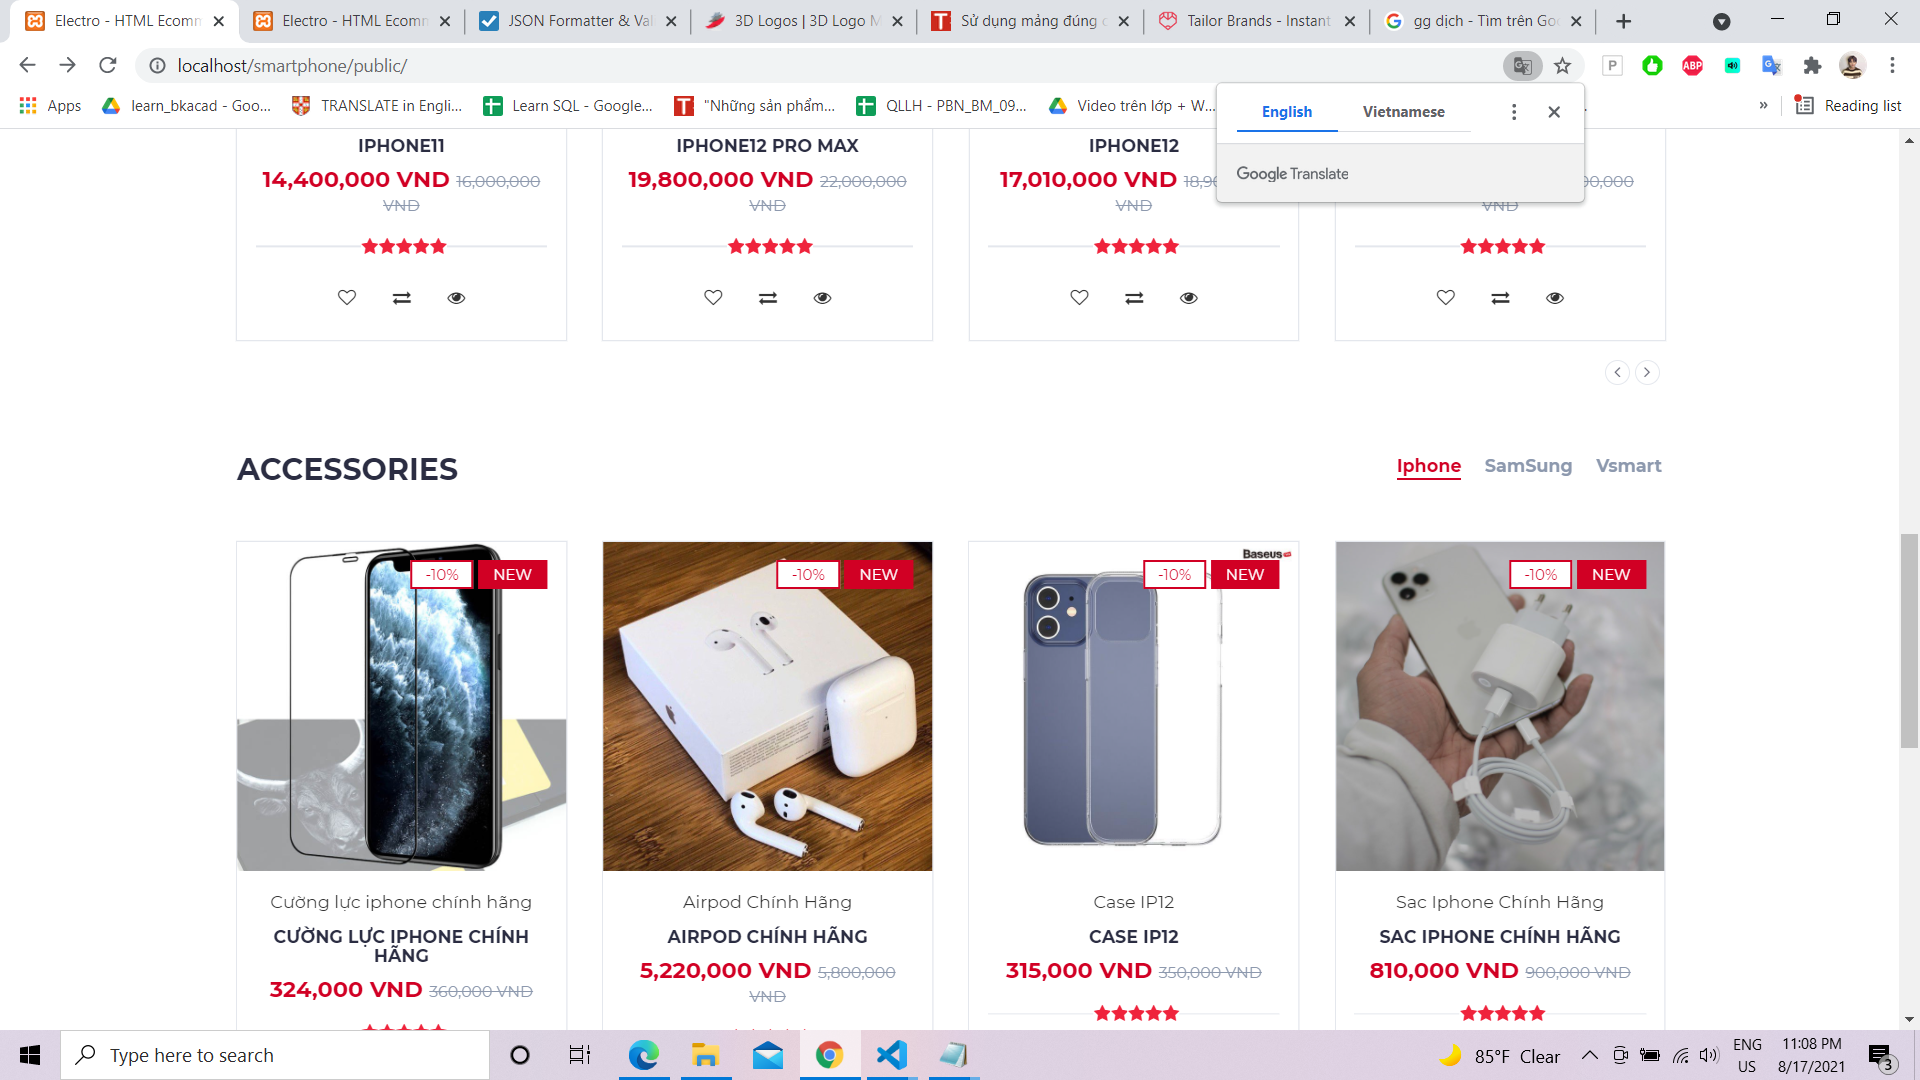 Electro - HTML Ecomm
Electro - HTML Ecomm
JSON Formatter & Val
3D Logos | 3D Logo M
Sử dụng mảng đúng c
Tailor Brands - Instant
gg dịch - Tìm trên Goo
localhost/smartphone/public/
Apps
learn_bkacad - Goo...
TRANSLATE in Engli...
Learn SQL - Google...
"Những sản phẩm...
QLLH - PBN_BM_09...
Video trên lớp + W...
Reading list
English
Vietnamese
Google Translate
IPHONE11
14,400,000 VND 16,000,000
VND
IPHONE12 PRO MAX
19,800,000 VND 22,000,000
VND
IPHONE12
17,010,000 VND 18,90
VND
00,000
VND
ACCESSORIES
Iphone
SamSung
Vsmart
-10%
NEW
Cường lực iphone chính hãng
CƯỜNG LỰC IPHONE CHÍNH
HÃNG
324,000 VND 360,000 VND
-10%
NEW
Airpod Chính Hãng
AIRPOD CHÍNH HÃNG
5,220,000 VND 5,800,000
VND
Baseus
-10%
NEW
Case IP12
CASE IP12
315,000 VND 350,000 VND
-10%
NEW
Sac Iphone Chính Hãng
SAC IPHONE CHÍNH HÃNG
810,000 VND 900,000 VND
Type here to search
85°F Clear
ENG
US
11:08 PM
8/17/2021
3